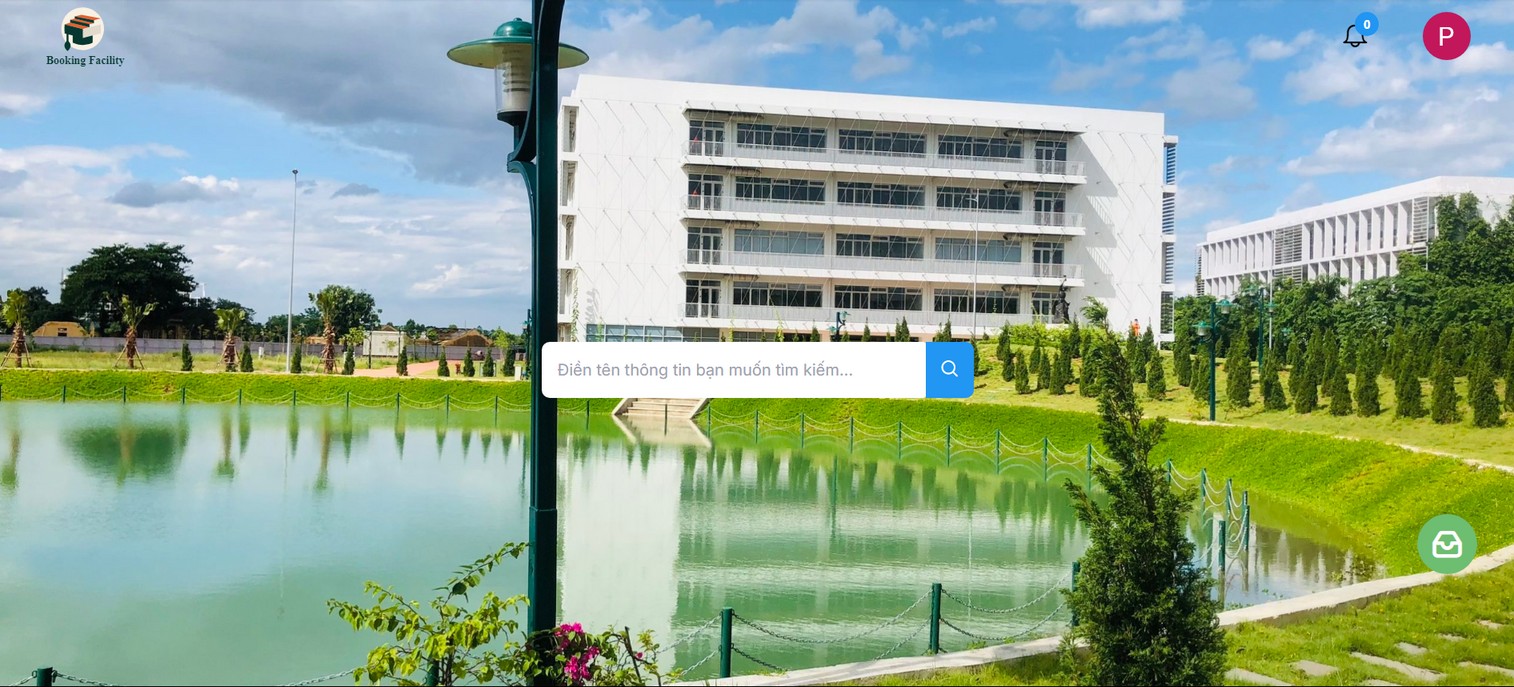 Booking Facility
0
P
Điền tên thông tin bạn muốn tìm kiếm...